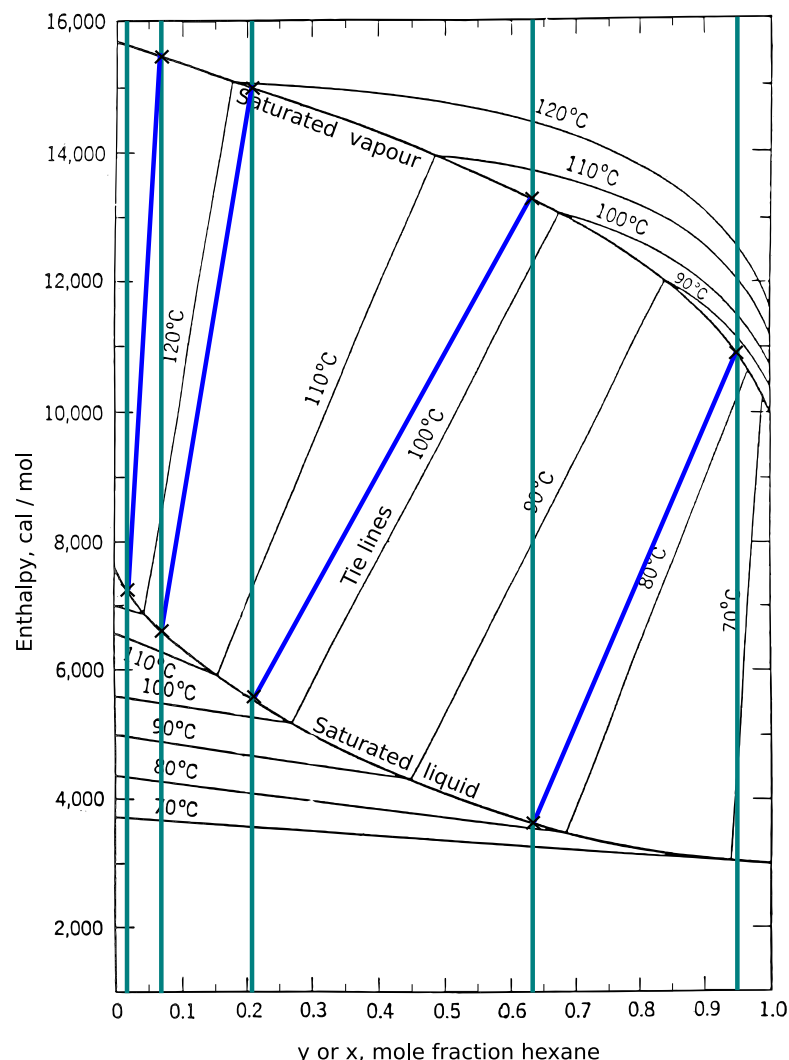 16,000
14,000
12,000
10,000
8,000
6,000
4,000
2,000
Enthalpy, cal / mol
Saturated vapour
120°C
110°C
100°C
90°C
120°C
110°C
100°C
Tie lines
90°C
80°C
70°C
110°C
100°C
90°C
80°C
70°C
Saturated liquid
0 0.1 0.2 0.3 0.4 0.5 0.6 0.7 0.8 0.9 1.0
y or x, mole fraction hexane